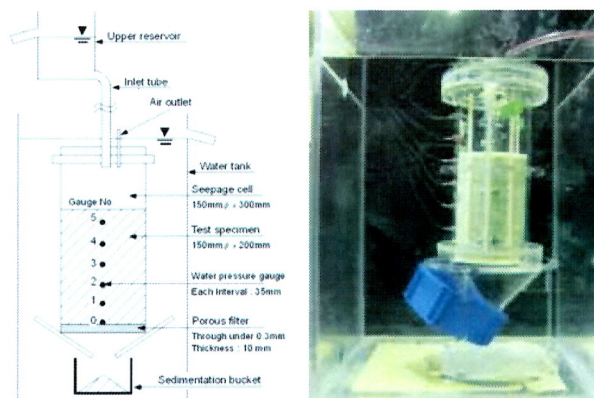 Upper reservoir
Inlet tube
Air outlet
Water tank
Seepage cell
150mmφ × 300mm
Gauge No
5
Test specimen
150mmφ × 200mm
4
3
2
Water pressure gauge
Each Interval : 35mm
1
0
Porous filter
Through under 0.3mm
Thickness : 10 mm
Sedimentation bucket